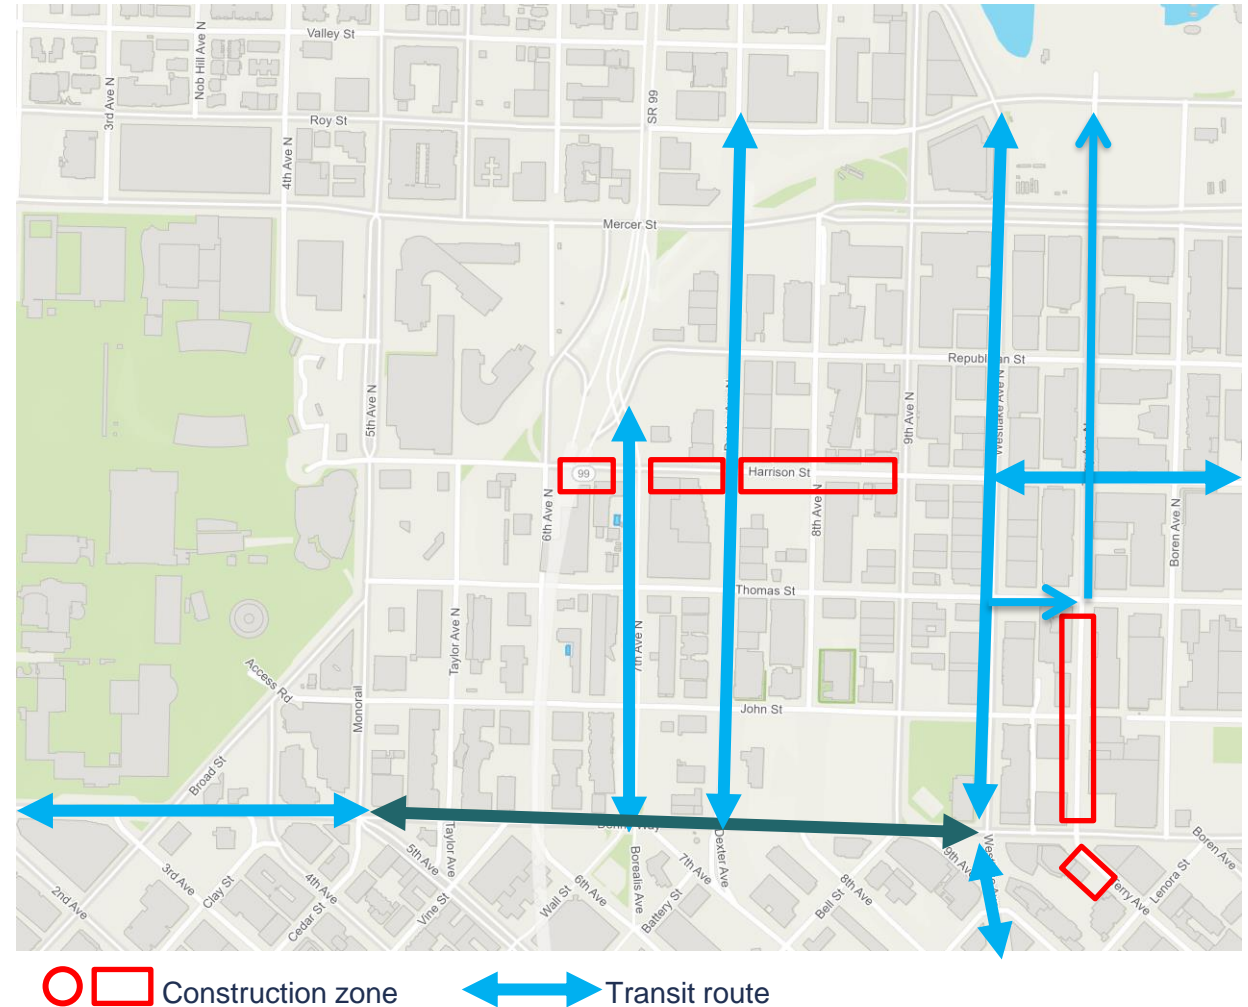 Valley St
3rd Ave N
Nob Hill Ave N
4th Ave N
SR 99
Roy St
Mercer St
Republican St
5th Ave N
Westlake Ave N
9th Ave N
99
Harrison St
6th Ave N
8th Ave N
Boren Ave N
Thomas St
Taylor Ave N
7th Ave N
Access Rd
Monorail
John St
Broad St
Taylor Ave
Dexter Ave
Boren Ave
5th Ave
3rd Ave
4th Ave
Clay St
2nd Ave
Cedar St
Vine St
Wall St
6th Ave
Borealis Ave
7th Ave
Battery St
Bell St
8th Ave
Lenora St
Construction zone
Transit route